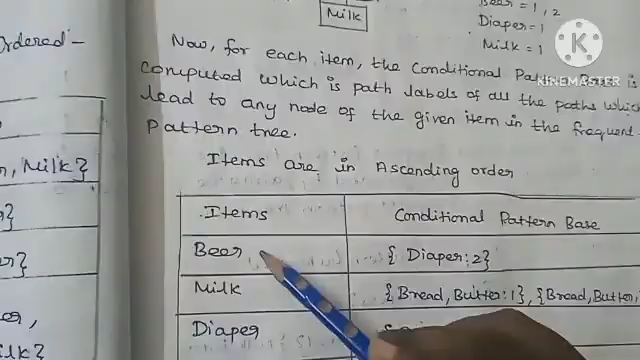 Milk
Beer = 1, 2
Diaper = 1
Milk = 1
ordered -
Now, for each item, the Conditional Pattern Base is
KINEMASTER
computed which is path labels of all the paths which
lead to any node of the given item in the frequent-
pattern tree.
Items are in Ascending order
Milk}
Items Conditional Pattern Base
Beer { Diaper:2}
Milk {Bread, Butter:1}, {Bread, Butter,
Diaper